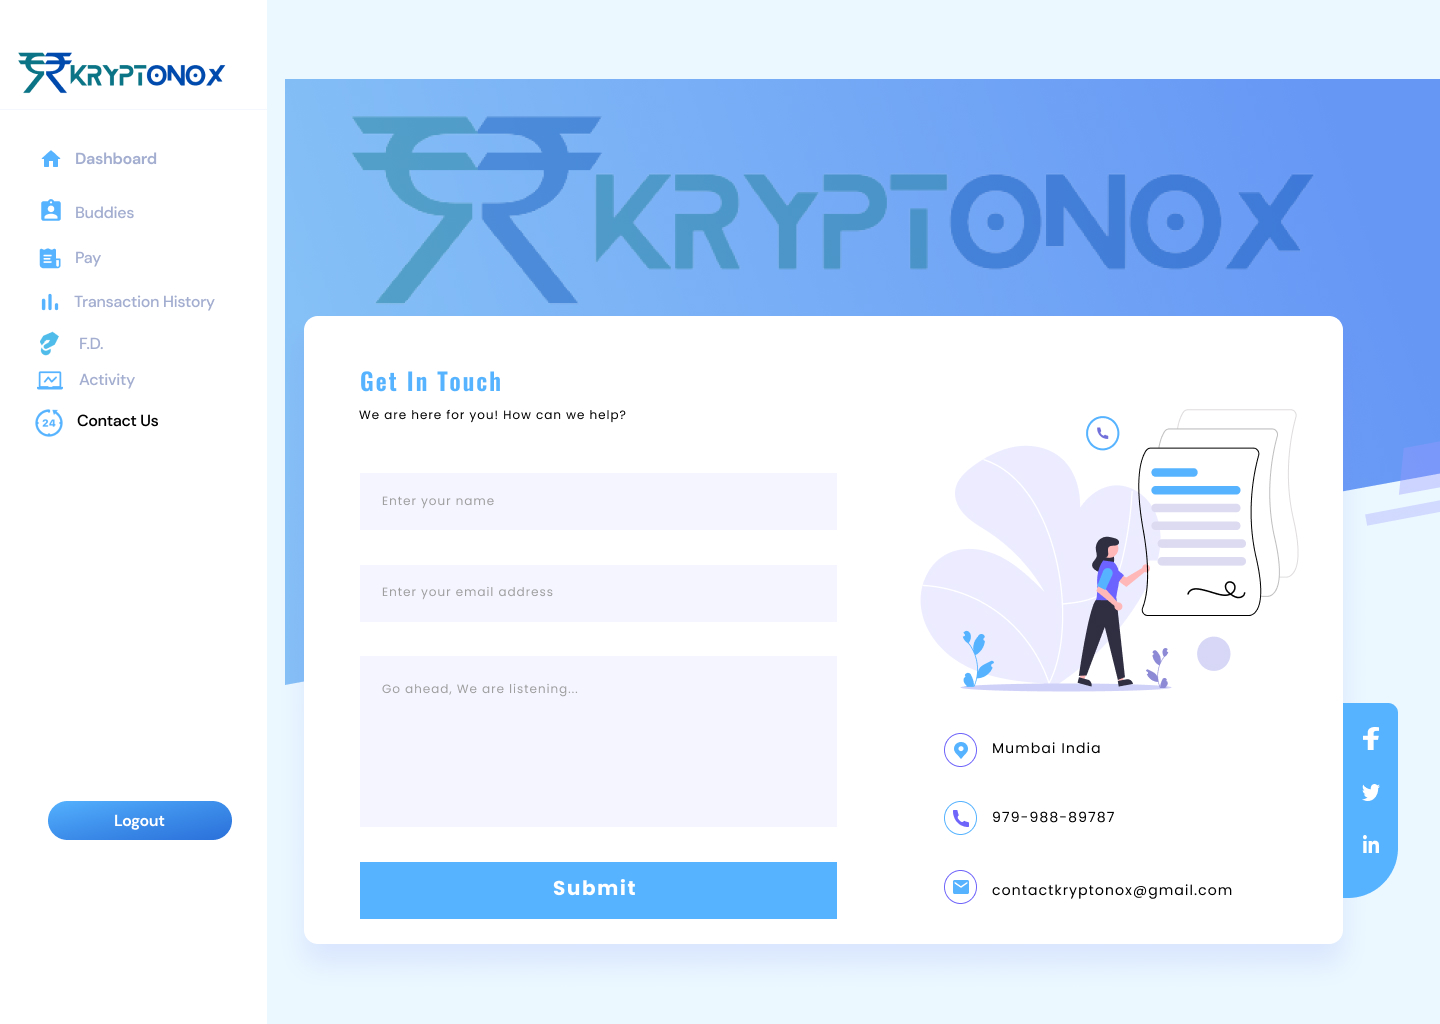 KRYPTONOX
Dashboard
Buddies
Pay
Transaction History
F.D.
Activity
24
Contact Us
Logout
KRYPTONOX
Get In Touch
We are here for you! How can we help?
Enter your name
Enter your email address
Go ahead, We are listening...
Submit
Mumbai India
979-988-89787
contactkryptonox@gmail.com
f
in